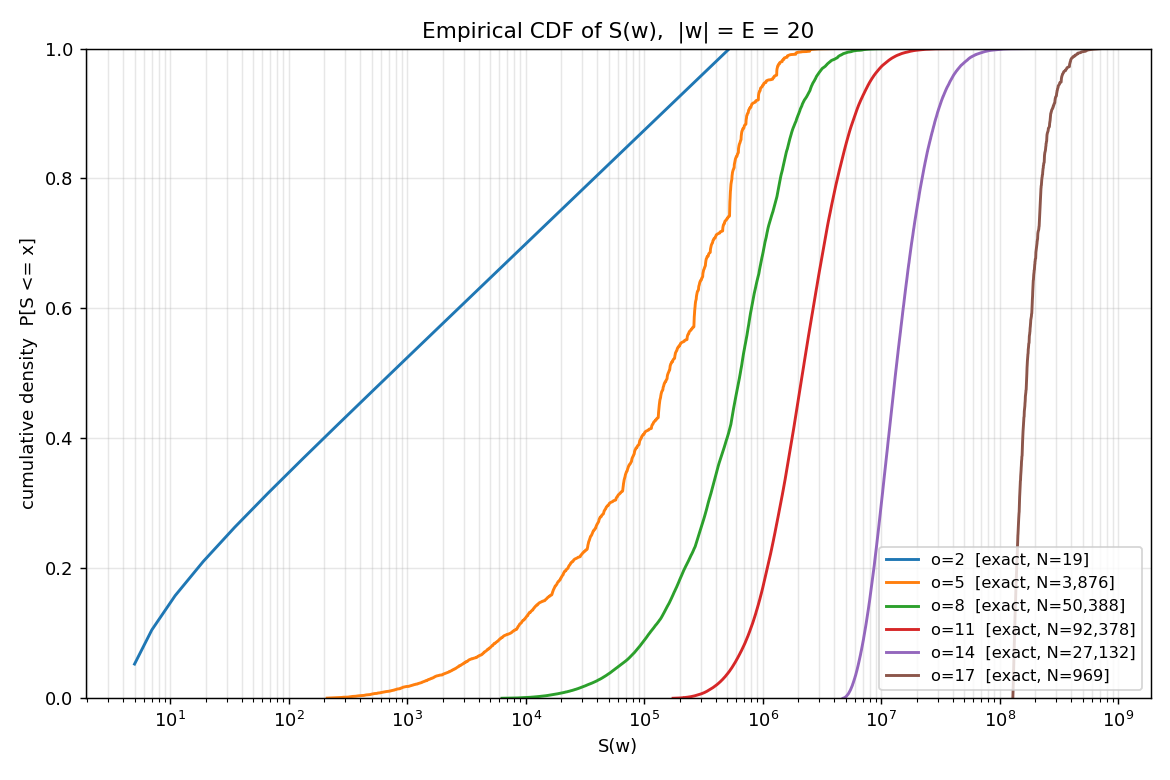 Empirical CDF of S(w),  |w| = E = 20
cumulative density  P[S <= x]
1.0
0.8
0.6
0.4
0.2
0.0
10¹
10²
10³
10⁴
10⁵
10⁶
10⁷
10⁸
10⁹
S(w)
o=2  [exact, N=19]
o=5  [exact, N=3,876]
o=8  [exact, N=50,388]
o=11  [exact, N=92,378]
o=14  [exact, N=27,132]
o=17  [exact, N=969]